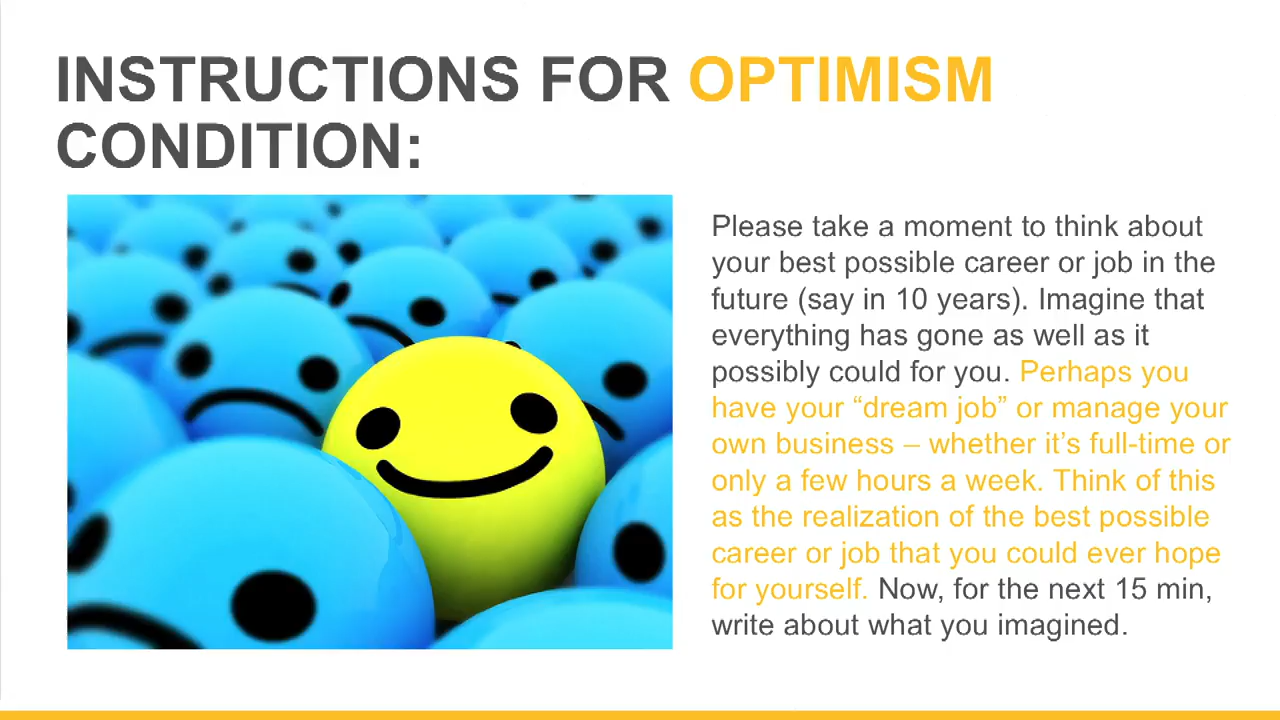 INSTRUCTIONS FOR OPTIMISM
CONDITION:
Please take a moment to think about
your best possible career or job in the
future (say in 10 years). Imagine that
everything has gone as well as it
possibly could for you. Perhaps you
have your “dream job” or manage your
own business – whether it’s full-time or
only a few hours a week. Think of this
as the realization of the best possible
career or job that you could ever hope
for yourself. Now, for the next 15 min,
write about what you imagined.